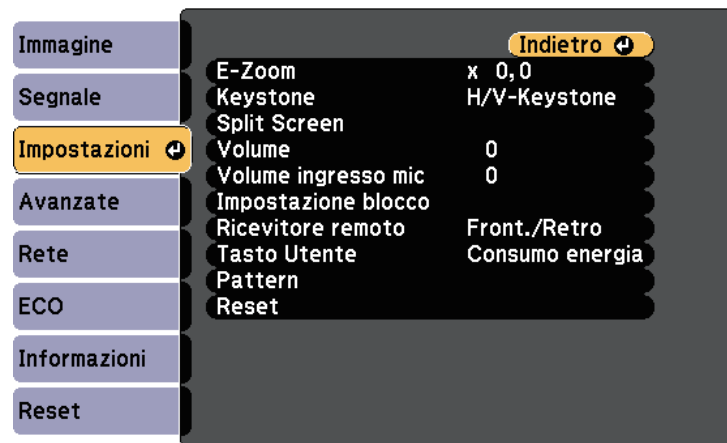 Immagine
Segnale
Impostazioni
Avanzate
Rete
ECO
Informazioni
Reset
Indietro
E-Zoom x 0,0
Keystone H/V-Keystone
Split Screen
Volume 0
Volume ingresso mic 0
Impostazione blocco
Ricevitore remoto Front./Retro
Tasto Utente Consumo energia
Pattern
Reset